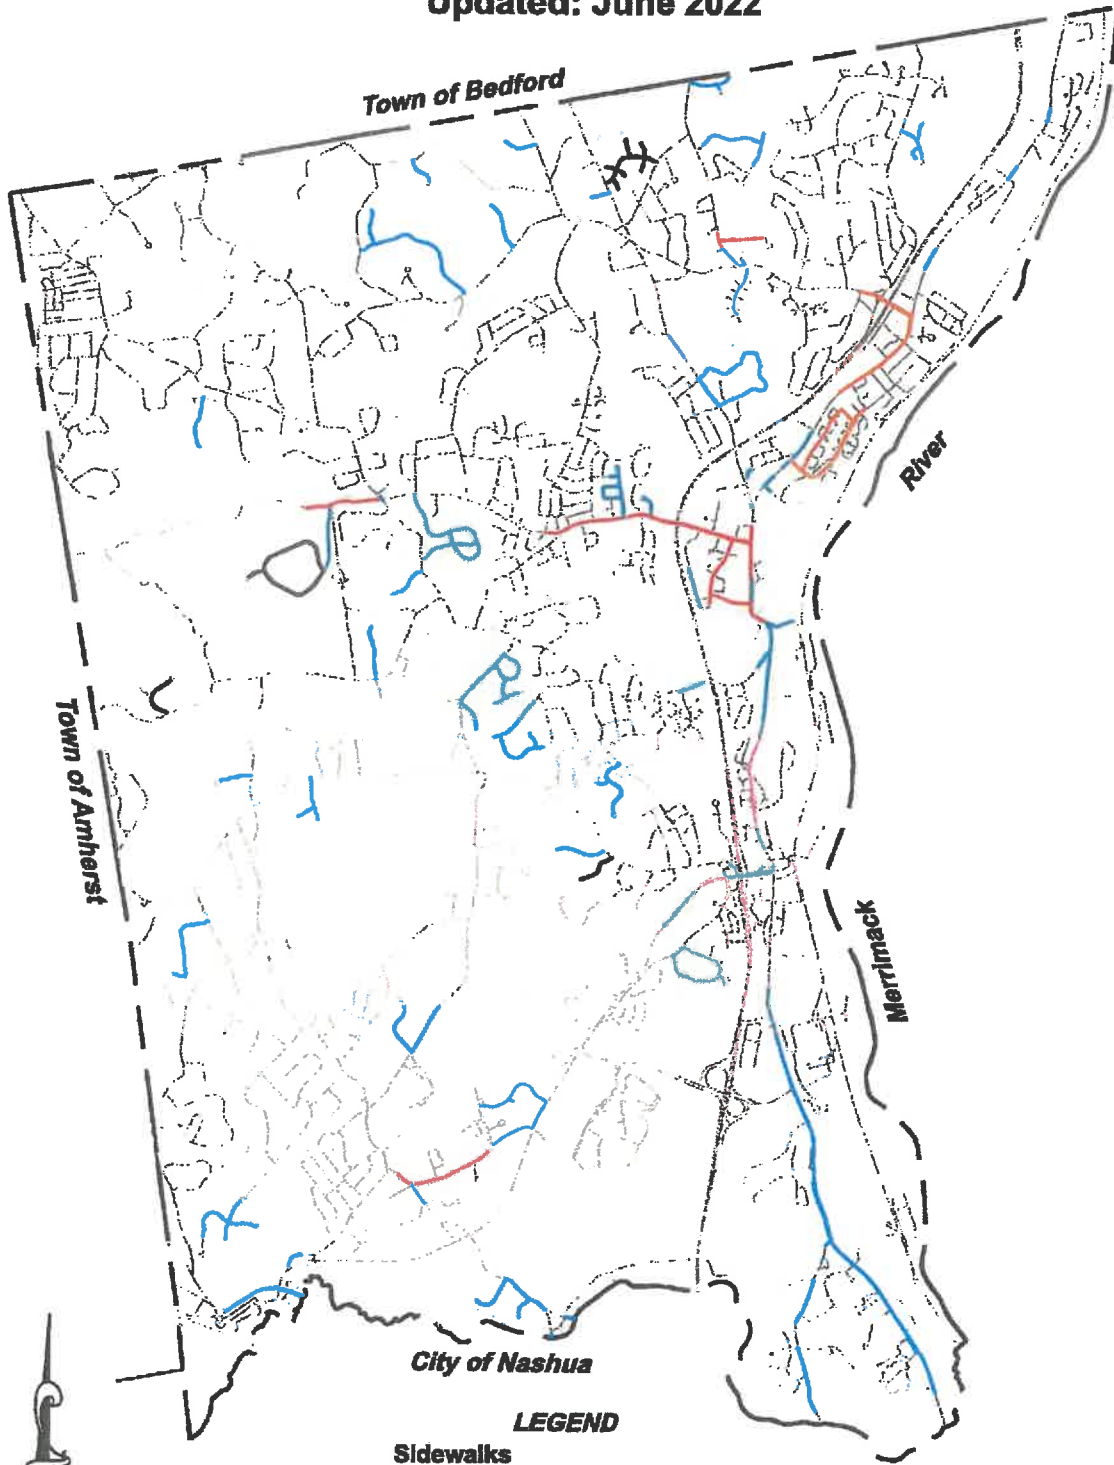 Updated: June 2022
Town of Bedford
River
Town of Amherst
Merrimack
City of Nashua
LEGEND
Sidewalks